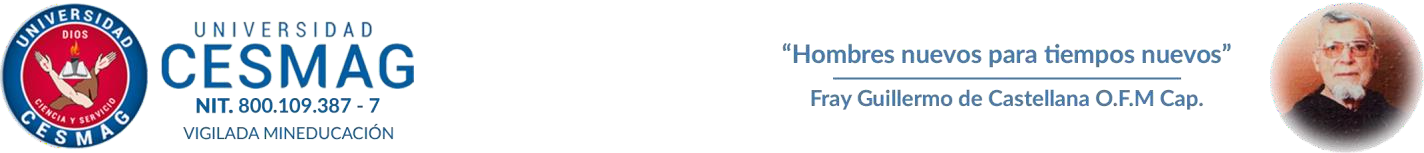 UNIVERSIDAD
DIOS
CIENCIA Y SERVICIO
CESMAG
UNIVERSIDAD
CESMAG
NIT. 800.109.387 - 7
VIGILADA MINEDUCACIÓN
“Hombres nuevos para tiempos nuevos”
Fray Guillermo de Castellana O.F.M Cap.